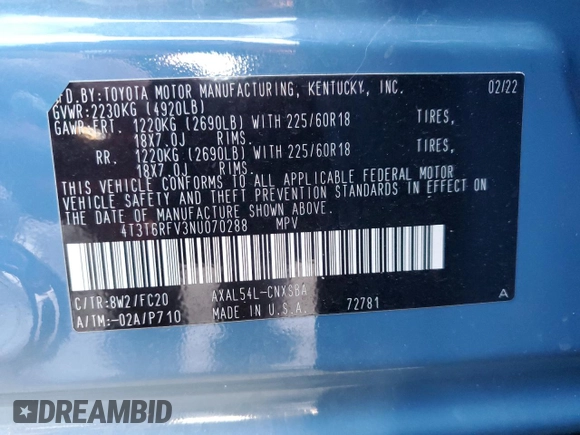 MFD.BY:TOYOTA MOTOR MANUFACTURING, KENTUCKY, INC. 02/22
GVWR:2230KG (4920LB)
GAWR:FRT. 1220KG (2690LB) WITH 225/60R18 TIRES,
18X7.0J RIMS.
RR. 1220KG (2690LB) WITH 225/60R18 TIRES,
18X7.0J RIMS.
THIS VEHICLE CONFORMS TO ALL APPLICABLE FEDERAL MOTOR
VEHICLE SAFETY AND THEFT PREVENTION STANDARDS IN EFFECT ON
THE DATE OF MANUFACTURE SHOWN ABOVE.
4T3T6RFV3NU070288 MPV
C/TR:8W2/FC20 AXAL54L-CNXSBA
A/TM:-02A/P710 MADE IN U.S.A. 72781 A
DREAMBID